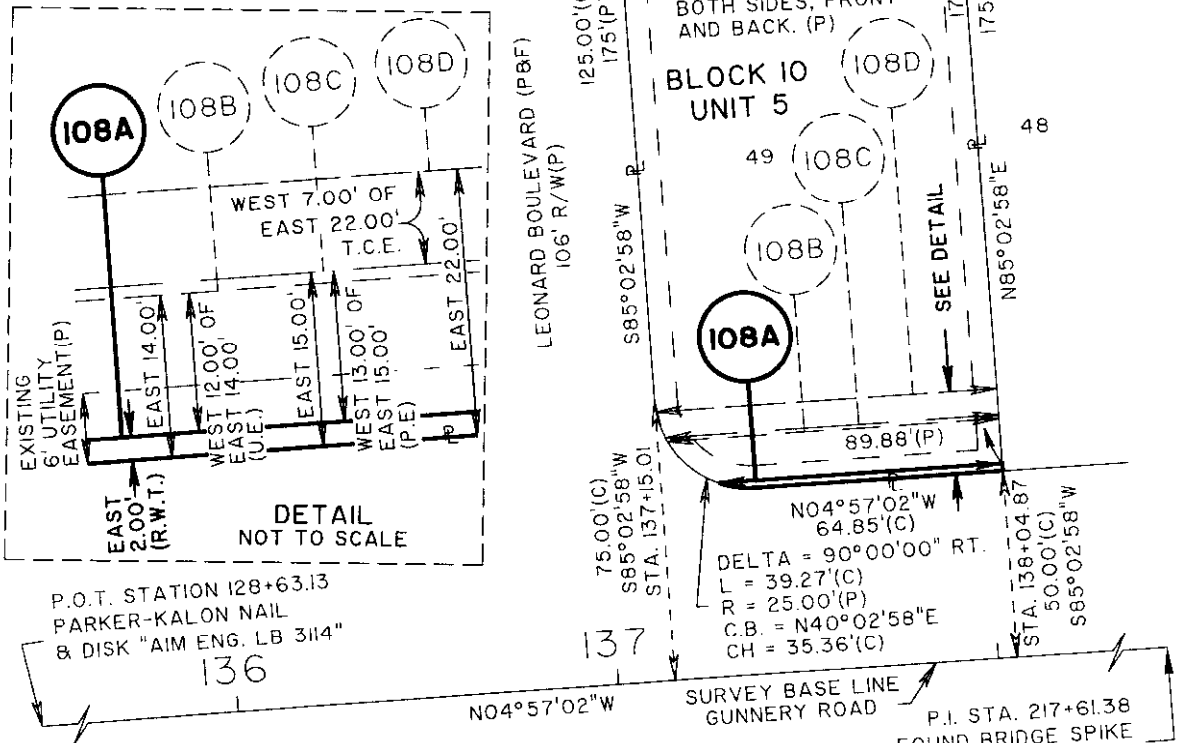 108A
108B
108C
108D
WEST 7.00' OF
EAST 22.00'
T.C.E.
EXISTING
6' UTILITY
EASEMENT(P)
EAST 14.00'
WEST 12.00' OF
EAST 14.00'
(U.E.)
EAST 15.00'
WEST 13.00' OF
EAST 15.00'
(P.E.)
EAST 22.00'
EAST
2.00'
(R.W.T.)
DETAIL
NOT TO SCALE
LEONARD BOULEVARD (P&F)
106' R/W(P)
125.00'
175'(P)
BOTH SIDES, FRONT
AND BACK. (P)
175
BLOCK 10
UNIT 5
108D
49
108C
48
108B
108A
S85°02'58"W
N85°02'58"E
SEE DETAIL
89.88'(P)
N04°57'02"W
64.85'(C)
DELTA = 90°00'00" RT.
L = 39.27'(C)
R = 25.00'(P)
C.B. = N40°02'58"E
CH = 35.36'(C)
75.00'(C)
S85°02'58"W
STA. 137+15.01
STA. 138+04.87
50.00'(C)
S85°02'58"W
P.O.T. STATION 128+63.13
PARKER-KALON NAIL
& DISK "AIM ENG. LB 3114"
136
137
N04°57'02"W
SURVEY BASE LINE
GUNNERY ROAD
P.I. STA. 217+61.38
FOUND BRIDGE SPIKE